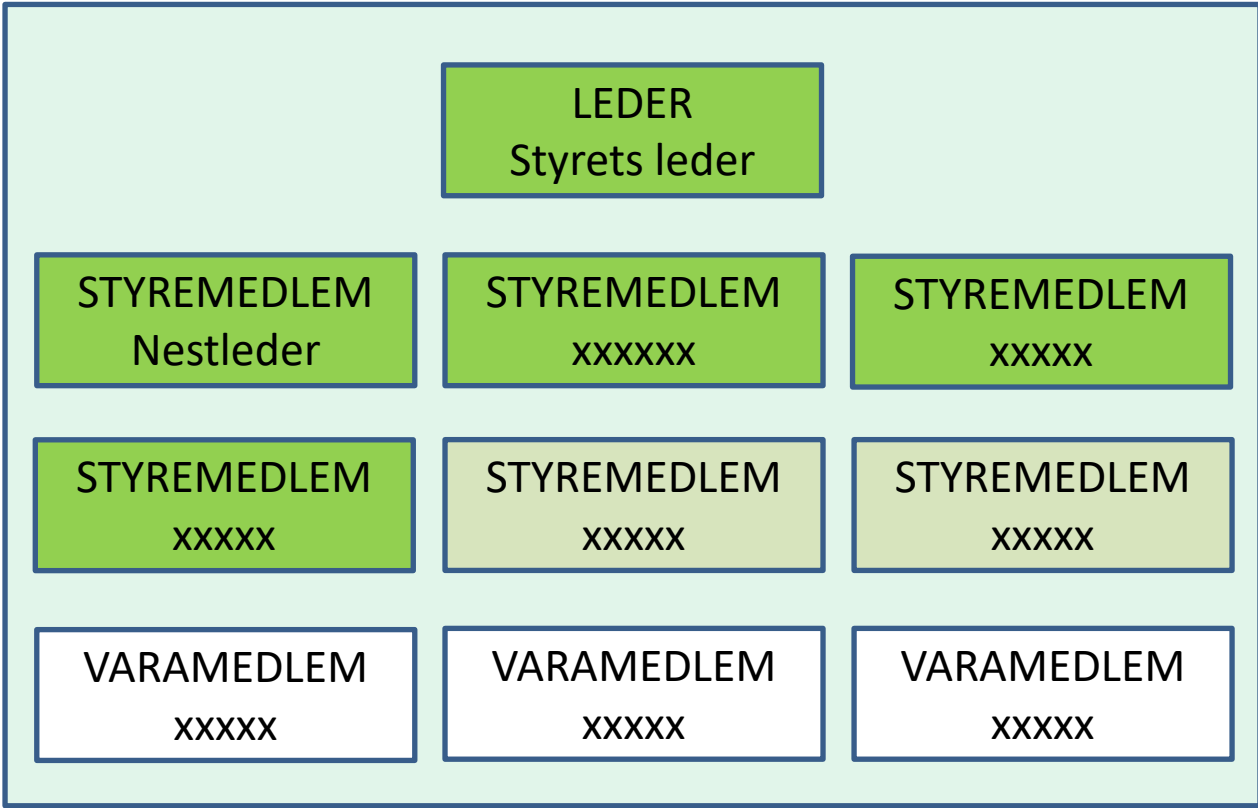 LEDER
Styrets leder
STYREMEDLEM
Nestleder
STYREMEDLEM
xxxxxx
STYREMEDLEM
xxxxx
STYREMEDLEM
xxxxx
STYREMEDLEM
xxxxx
STYREMEDLEM
xxxxx
VARAMEDLEM
xxxxx
VARAMEDLEM
xxxxx
VARAMEDLEM
xxxxx